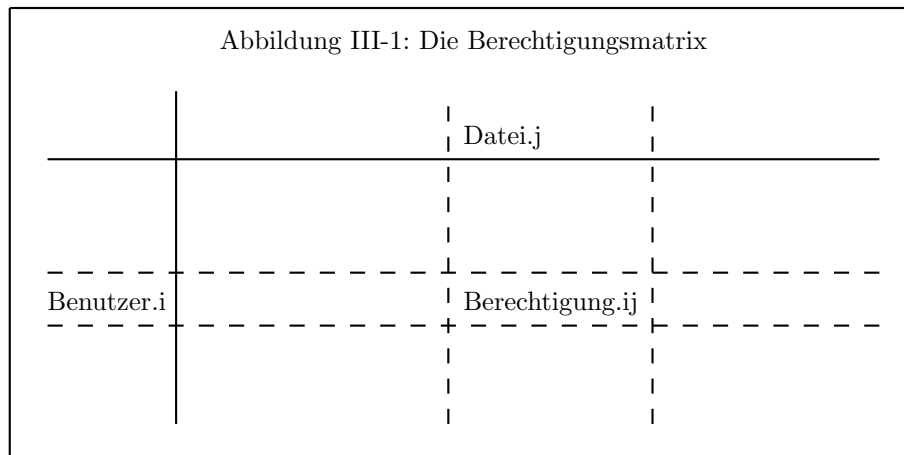 Abbildung III-1: Die Berechtigungsmatrix
Datei.j
Benutzer.i Berechtigung.ij